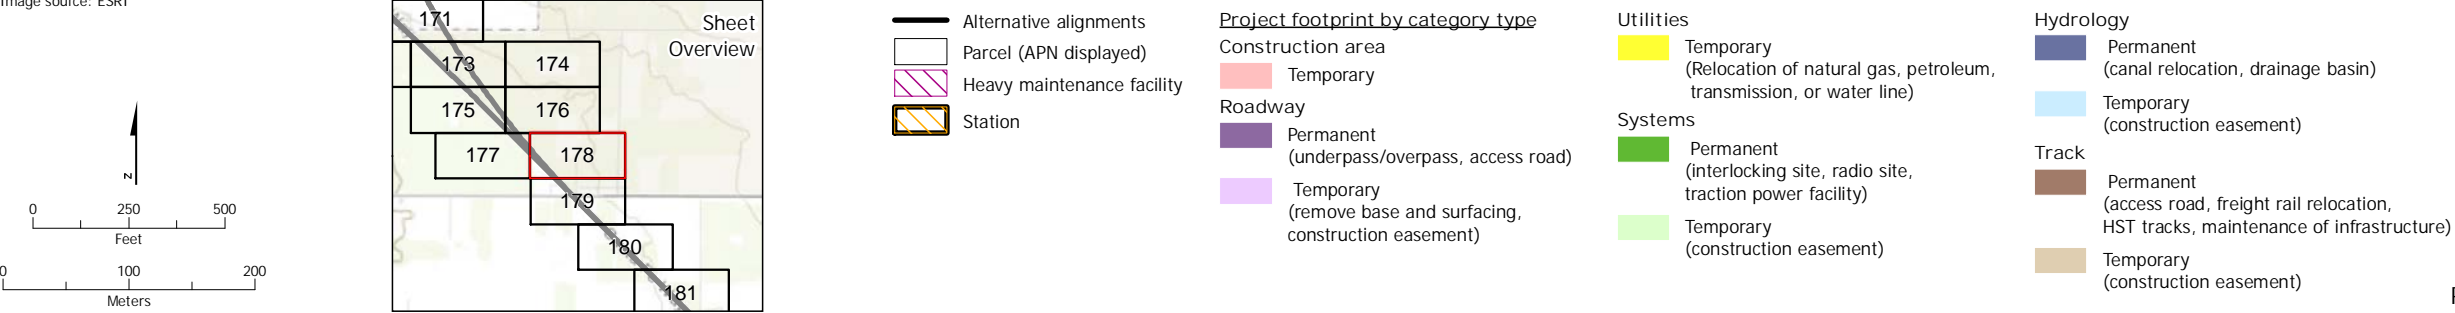 Image source: ESRI
N
0 250 500
Feet
0 100 200
Meters
Sheet
Overview
171
173
174
175
176
177
178
179
180
181
Alternative alignments
Parcel (APN displayed)
Heavy maintenance facility
Station
Project footprint by category type
Construction area
Temporary
Roadway
Permanent
(underpass/overpass, access road)
Temporary
(remove base and surfacing,
construction easement)
Utilities
Temporary
(Relocation of natural gas, petroleum,
transmission, or water line)
Systems
Permanent
(interlocking site, radio site,
traction power facility)
Temporary
(construction easement)
Hydrology
Permanent
(canal relocation, drainage basin)
Temporary
(construction easement)
Track
Permanent
(access road, freight rail relocation,
HST tracks, maintenance of infrastructure)
Temporary
(construction easement)